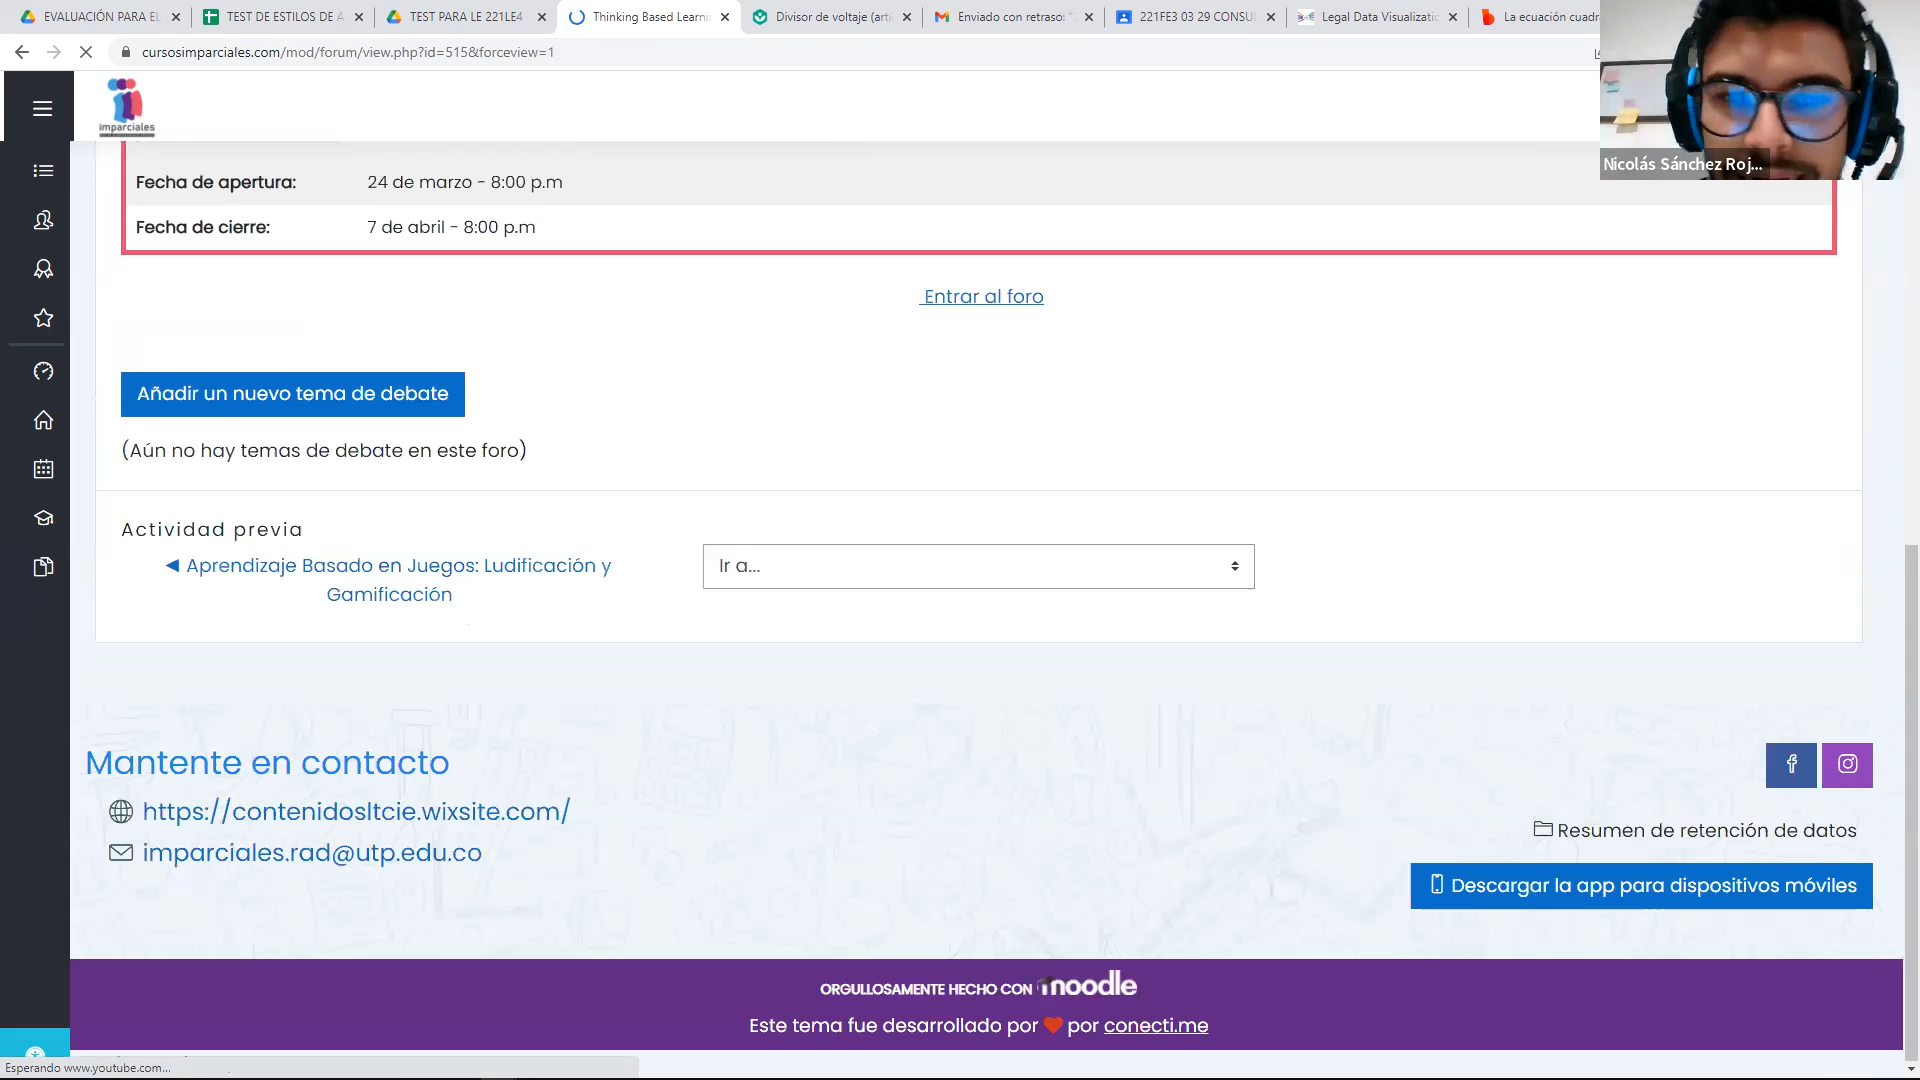 EVALUACIÓN PARA EL
TEST DE ESTILOS DE A
TEST PARA LE 221LE4
Thinking Based Learni
Divisor de voltaje (artí
Enviado con retraso: "
221FE3 03 29 CONSU
Legal Data Visualizati
La ecuación cuadr
cursosimparciales.com/mod/forum/view.php?id=515&forceview=1
imparciales
Nicolás Sánchez Roj...
Fecha de apertura: 24 de marzo - 8:00 p.m
Fecha de cierre: 7 de abril - 8:00 p.m
Entrar al foro
Añadir un nuevo tema de debate
(Aún no hay temas de debate en este foro)
Actividad previa
◄ Aprendizaje Basado en Juegos: Ludificación y
Gamificación
Ir a...
Mantente en contacto
https://contenidosltcie.wixsite.com/
imparciales.rad@utp.edu.co
Resumen de retención de datos
Descargar la app para dispositivos móviles
ORGULLOSAMENTE HECHO CON moodle
Este tema fue desarrollado por ❤ por conecti.me
Esperando www.youtube.com...